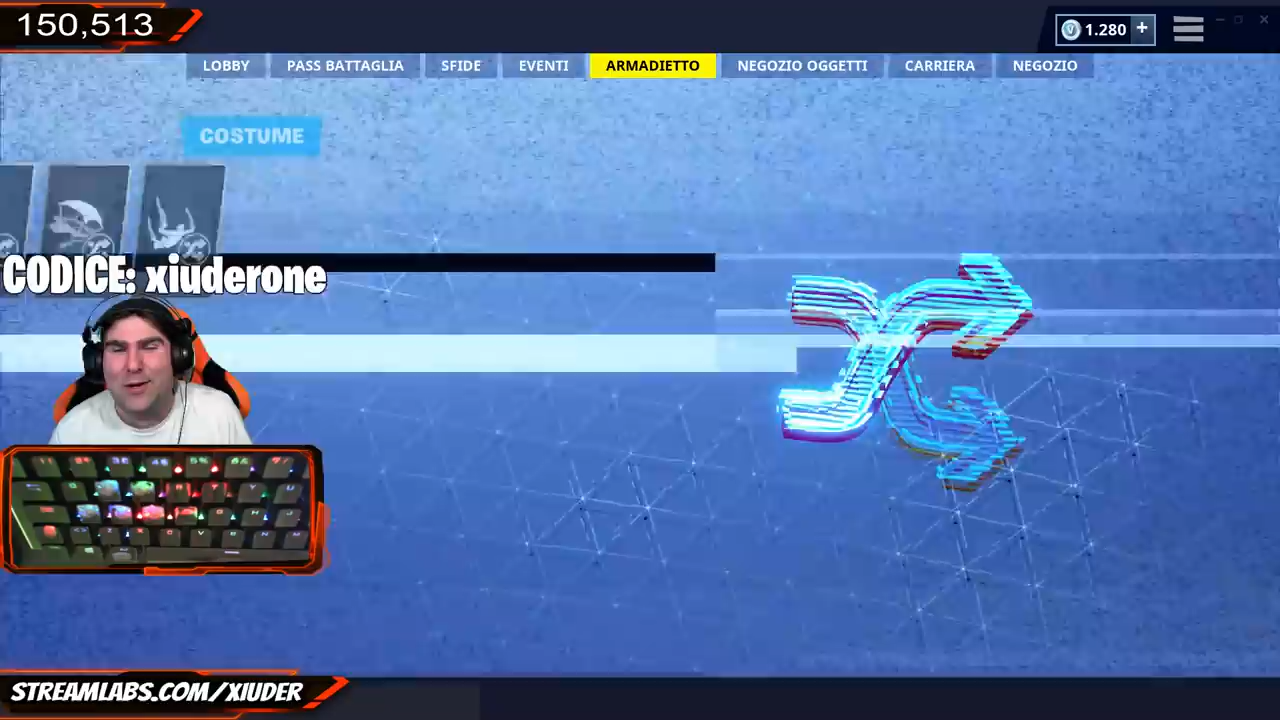 150,513
1.280 +
LOBBY PASS BATTAGLIA SFIDE EVENTI ARMADIETTO NEGOZIO OGGETTI CARRIERA NEGOZIO
COSTUME
CODICE: xiuderone
STREAMLABS.COM/XIUDER